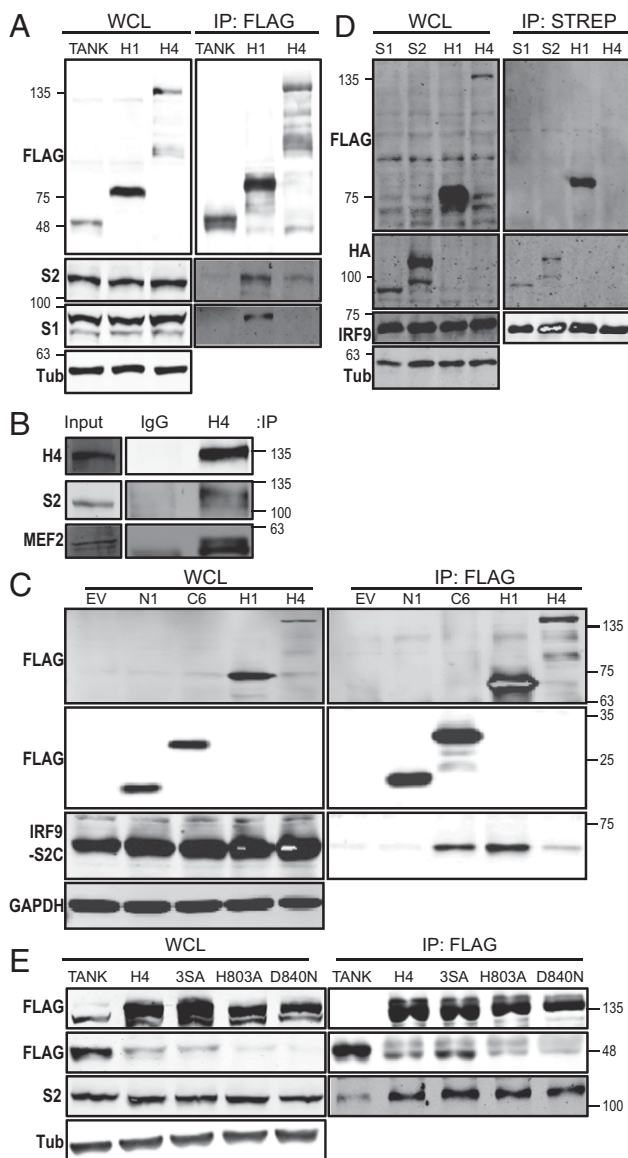 A
WCL IP: FLAG
TANK H1 H4 TANK H1 H4
135
FLAG
75
48
S2
100
S1
63
Tub
B
Input IgG H4 :IP
H4
135
S2
135
100
MEF2
63
C
WCL IP: FLAG
EV N1 C6 H1 H4 EV N1 C6 H1 H4
FLAG
135
75
63
FLAG
35
25
IRF9
-S2C
75
GAPDH
D
WCL IP: STREP
S1 S2 H1 H4 S1 S2 H1 H4
135
FLAG
75
HA
100
75
IRF9
63
Tub
E
WCL IP: FLAG
TANK H4 3SA H803A D840N TANK H4 3SA H803A D840N
FLAG
135
FLAG
48
S2
100
Tub